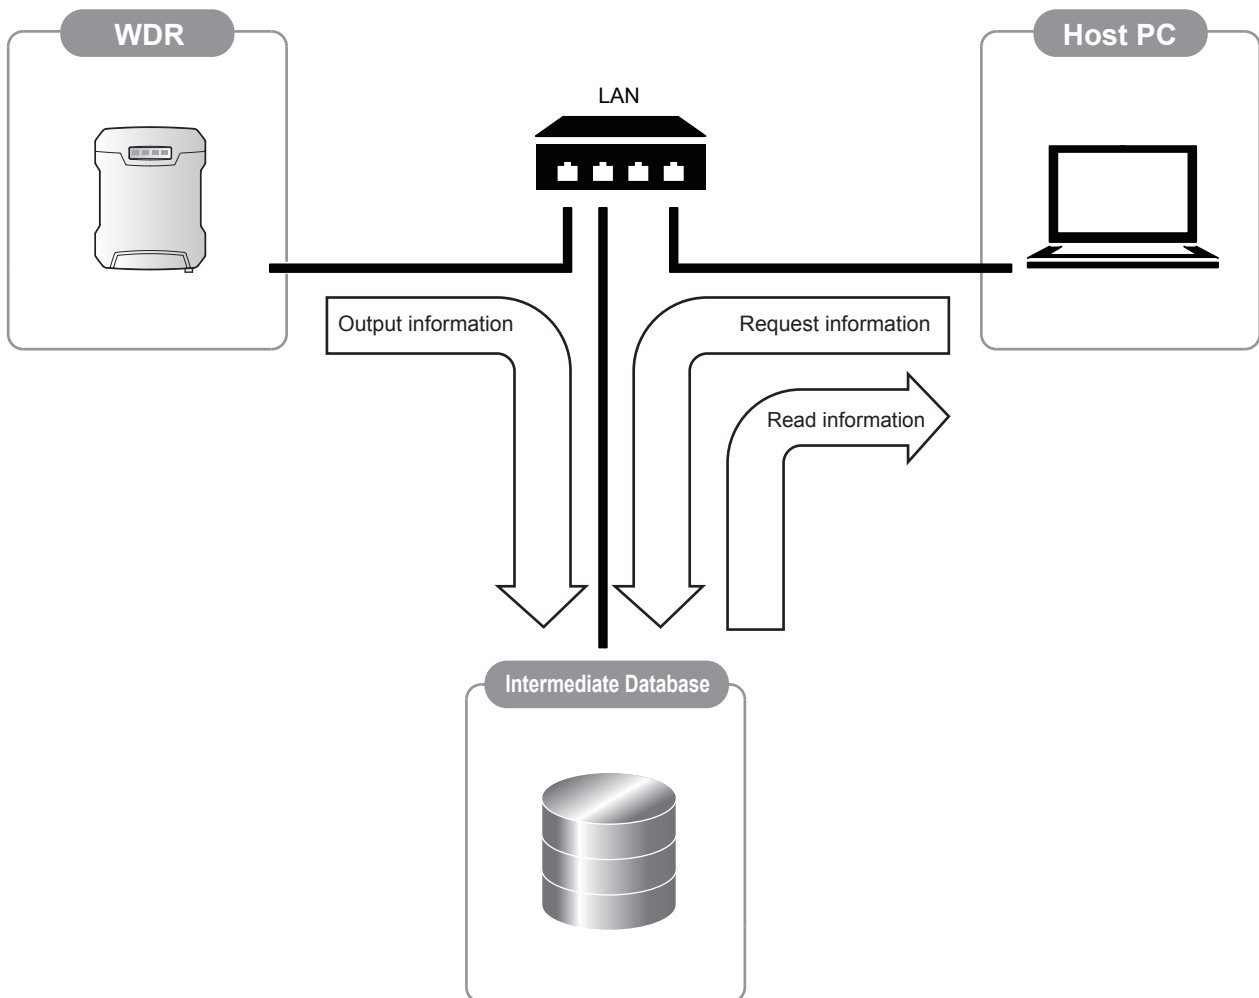 WDR
Host PC
LAN
Output information
Request information
Read information
Intermediate Database